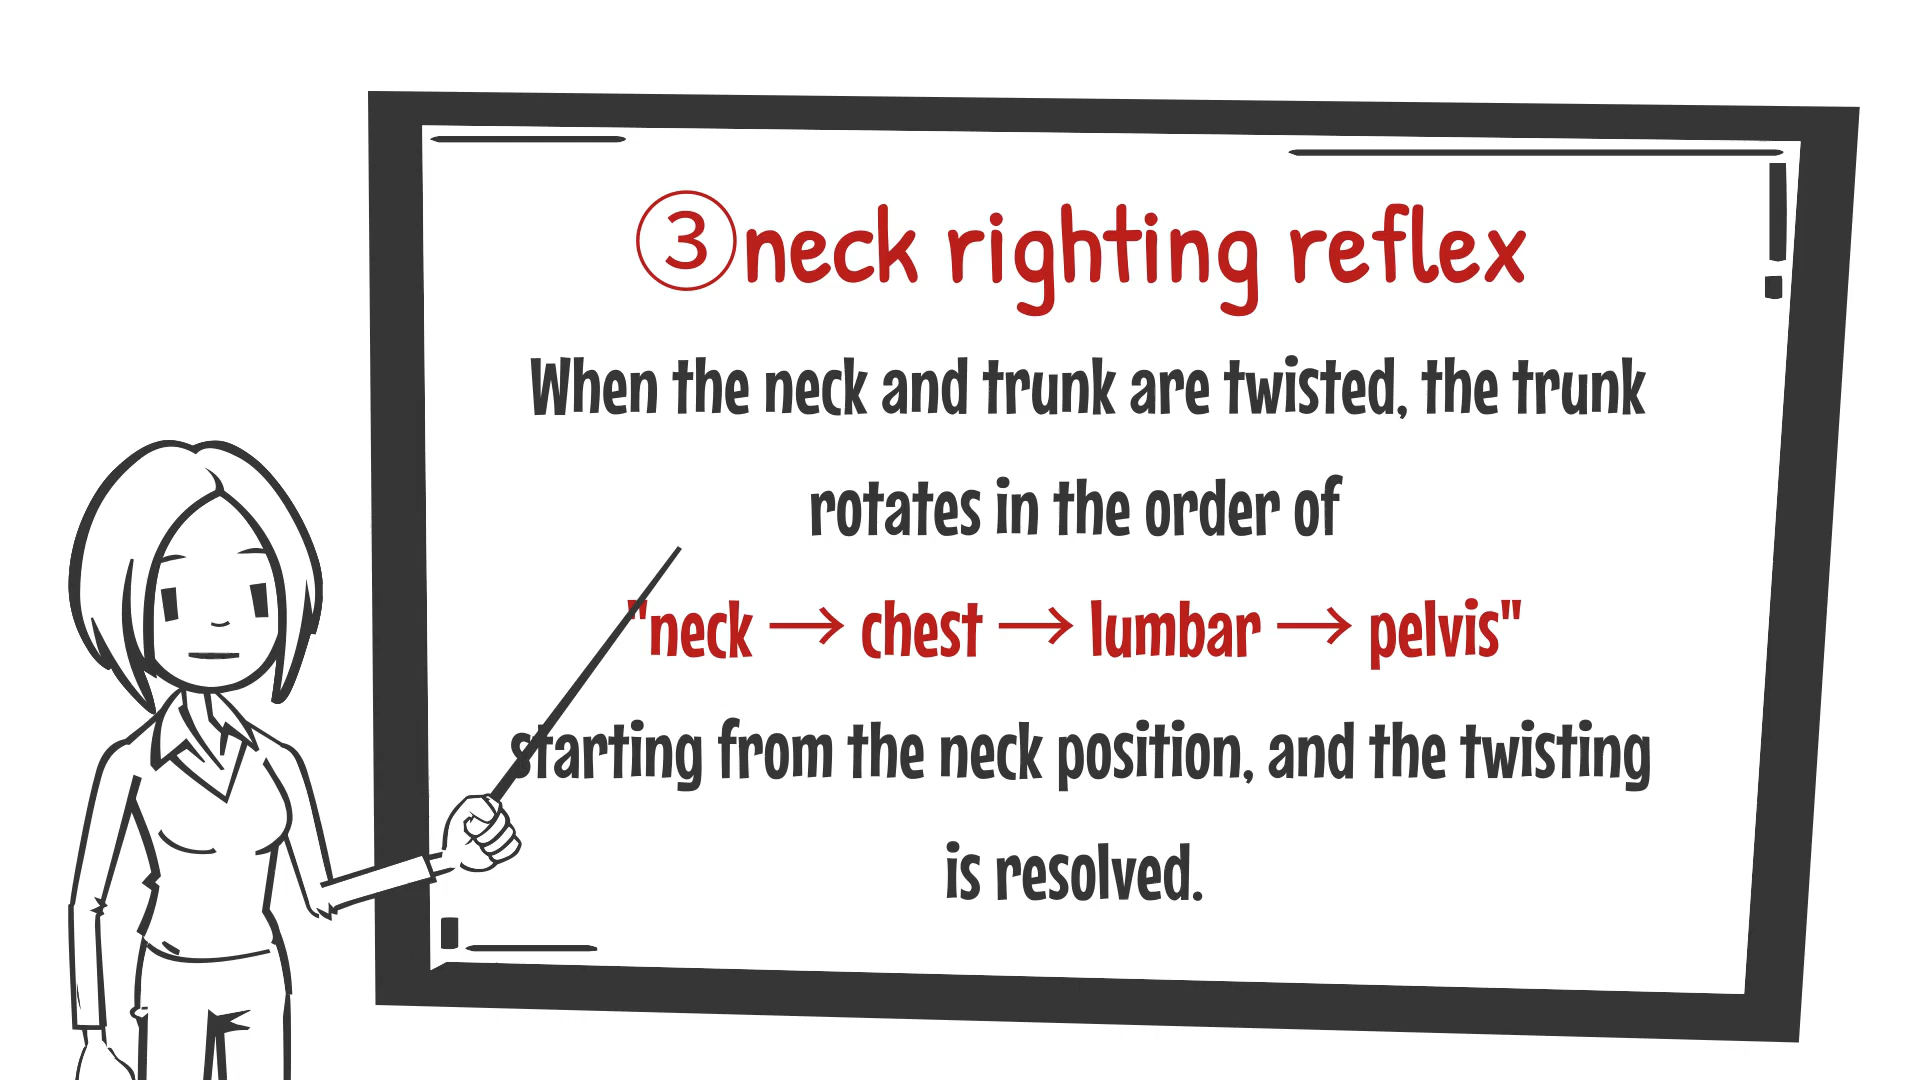 ③neck righting reflex
When the neck and trunk are twisted, the trunk
rotates in the order of
"neck → chest → lumbar → pelvis"
starting from the neck position, and the twisting
is resolved.